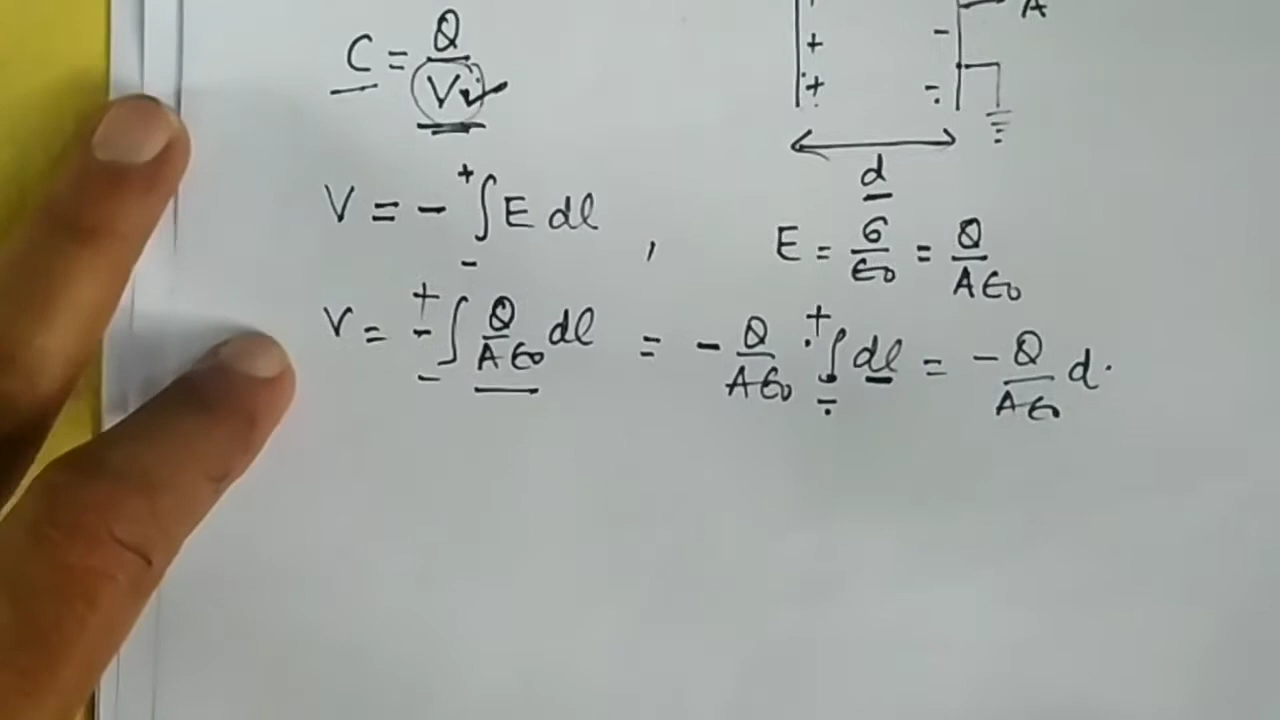 C = Q/V
+ - A
+ -
d
V = - ∫₋⁺ E dl , E = σ/ε₀ = Q/Aε₀
V = - ∫₋⁺ Q/Aε₀ dl = - Q/Aε₀ ∫₋⁺ dl = - Q/Aε₀ d.